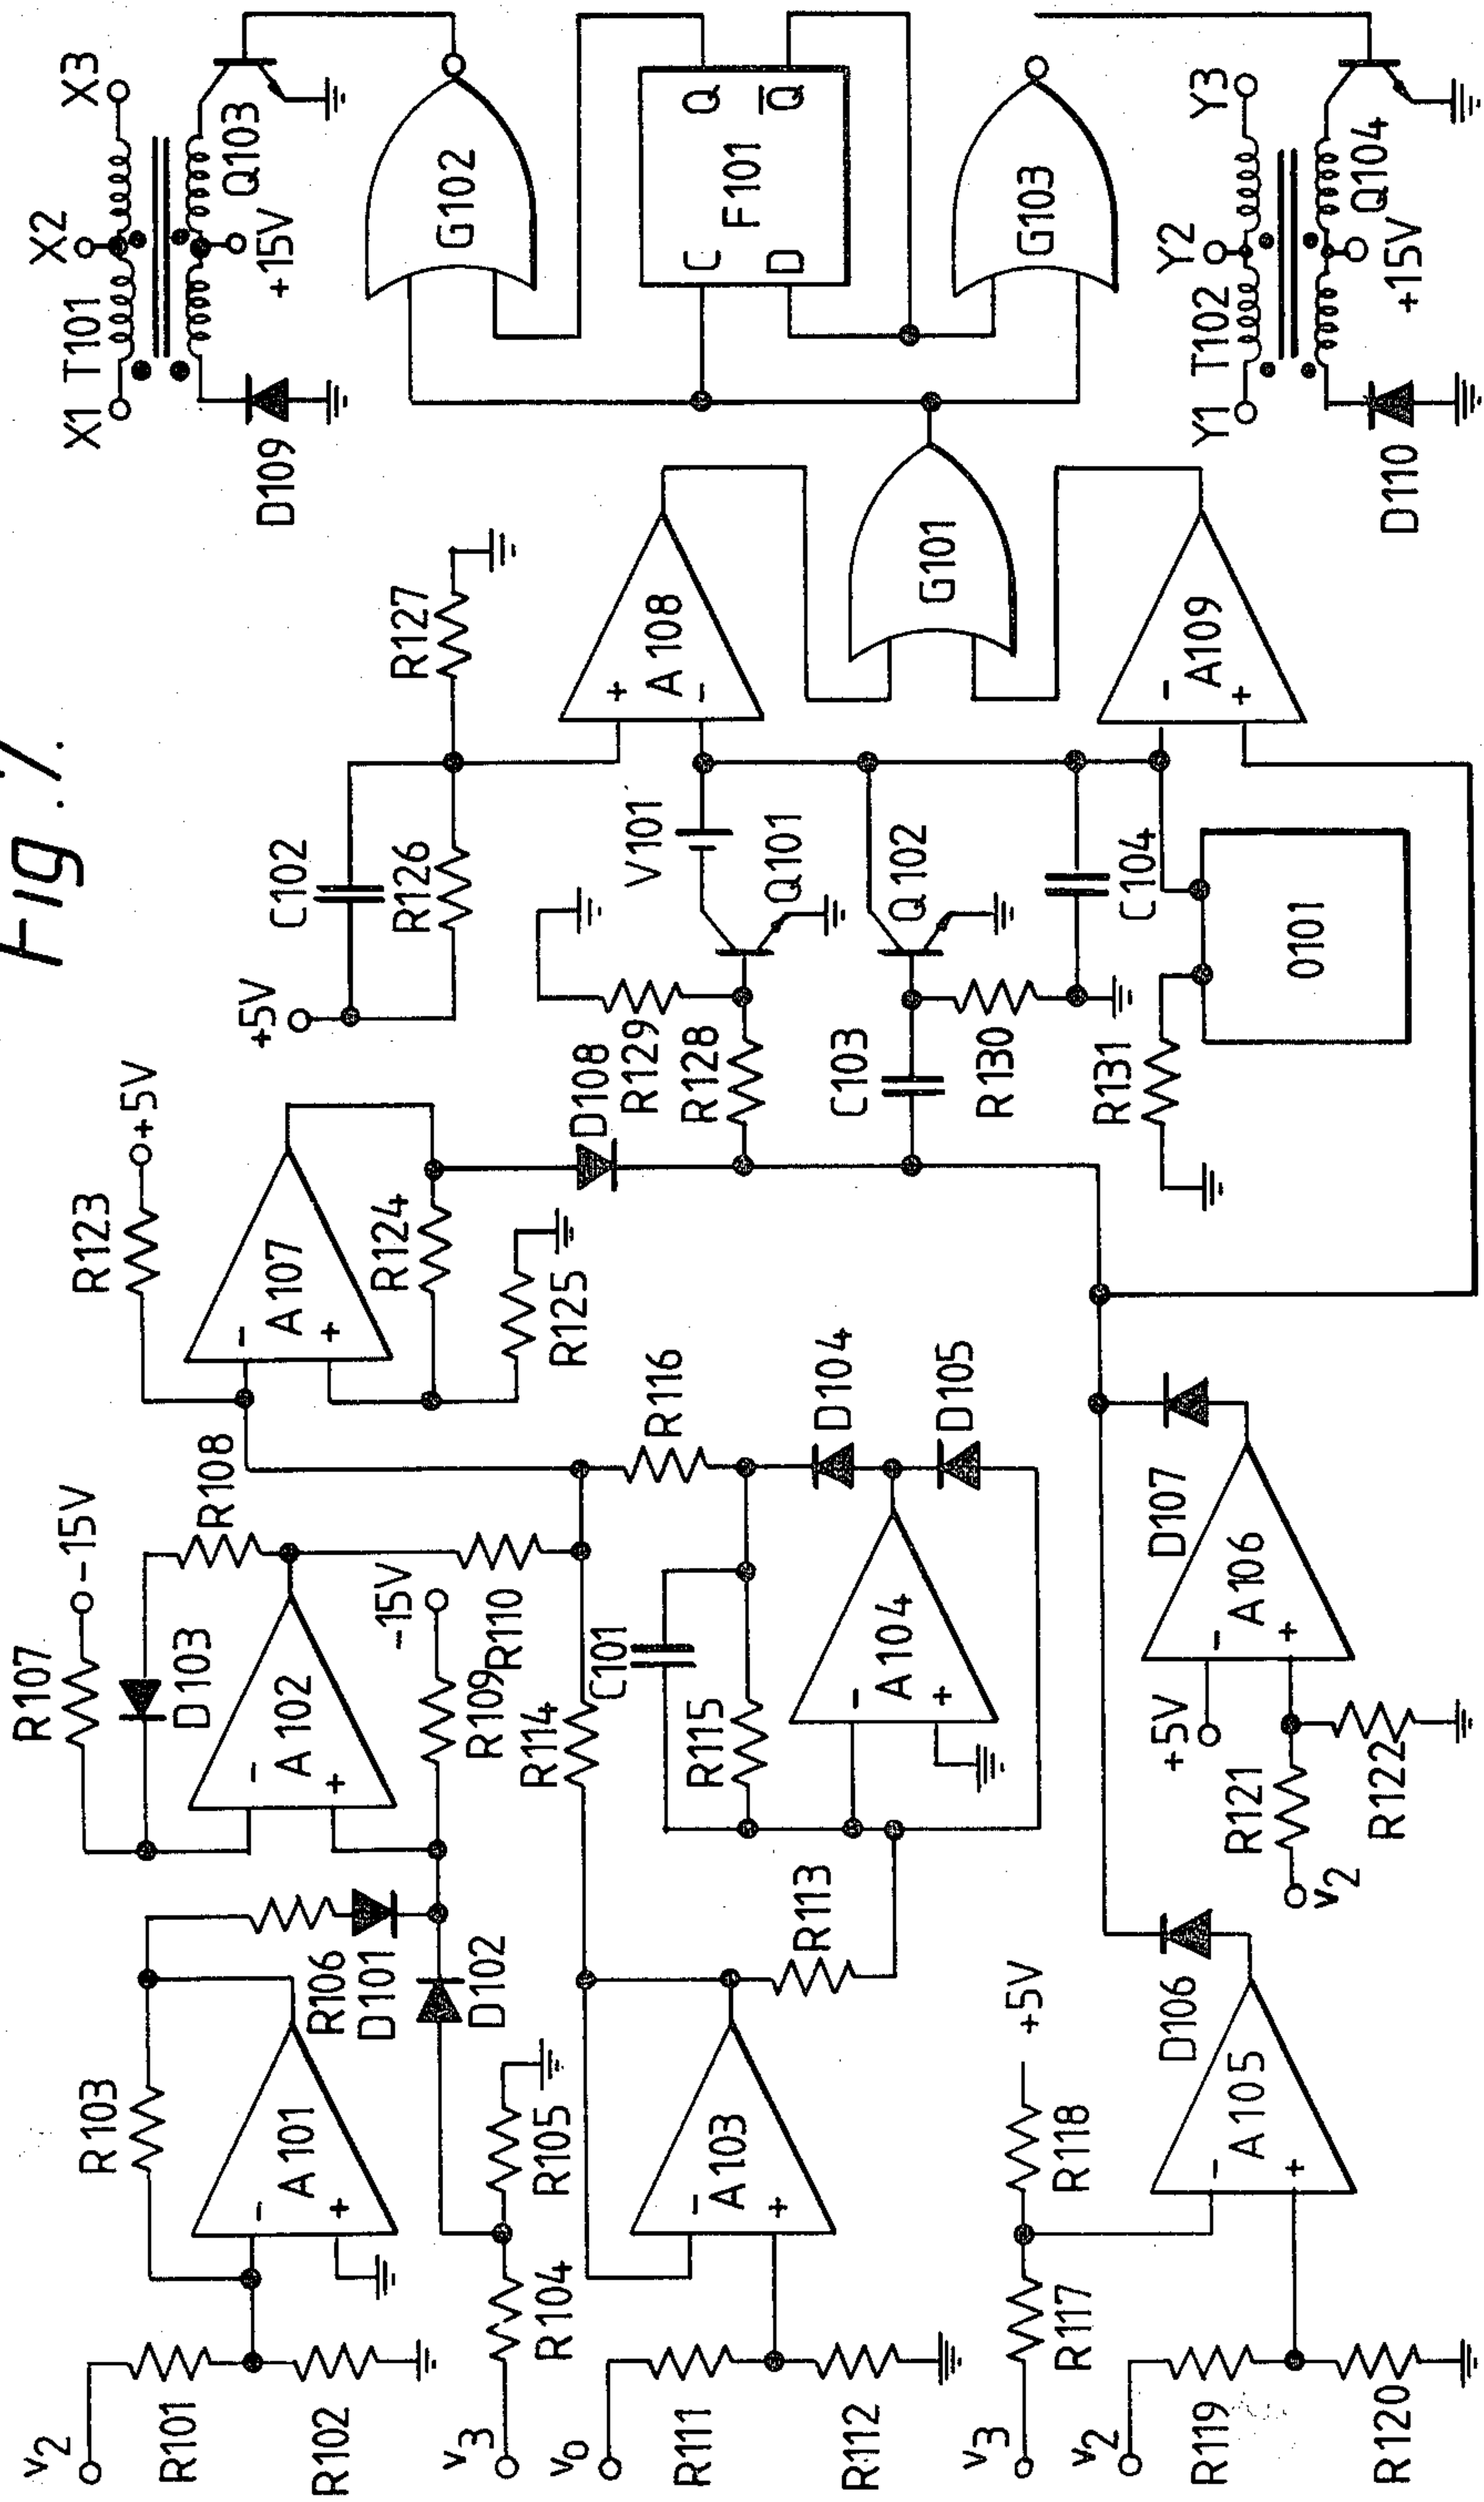 Fig. 7.
X1 T101
X2
X3
+15V
Q103
D109
G102
C
Q
D
Q̅
F101
G103
Y1 T102
Y2
Y3
+15V
Q104
D110
G101
R127
C102
R126
+5V
+
A108
-
V101
Q101
R129
R128
D108
Q102
C103
R130
C104
-
A109
+
O101
R131
R123
+5V
-
A107
+
R124
R125
R107
-15V
D103
R108
-
A102
+
-15V
R109
R110
R114
C101
R115
R116
-
A104
+
D104
D105
R113
R103
-
A101
+
R106
D101
D102
v2
R101
R102
v3
R104
R105
v0
R111
R112
-
A103
+
v3
R117
R118
+5V
v2
R119
R120
-
A105
+
D106
+5V
v2
R121
R122
-
A106
+
D107